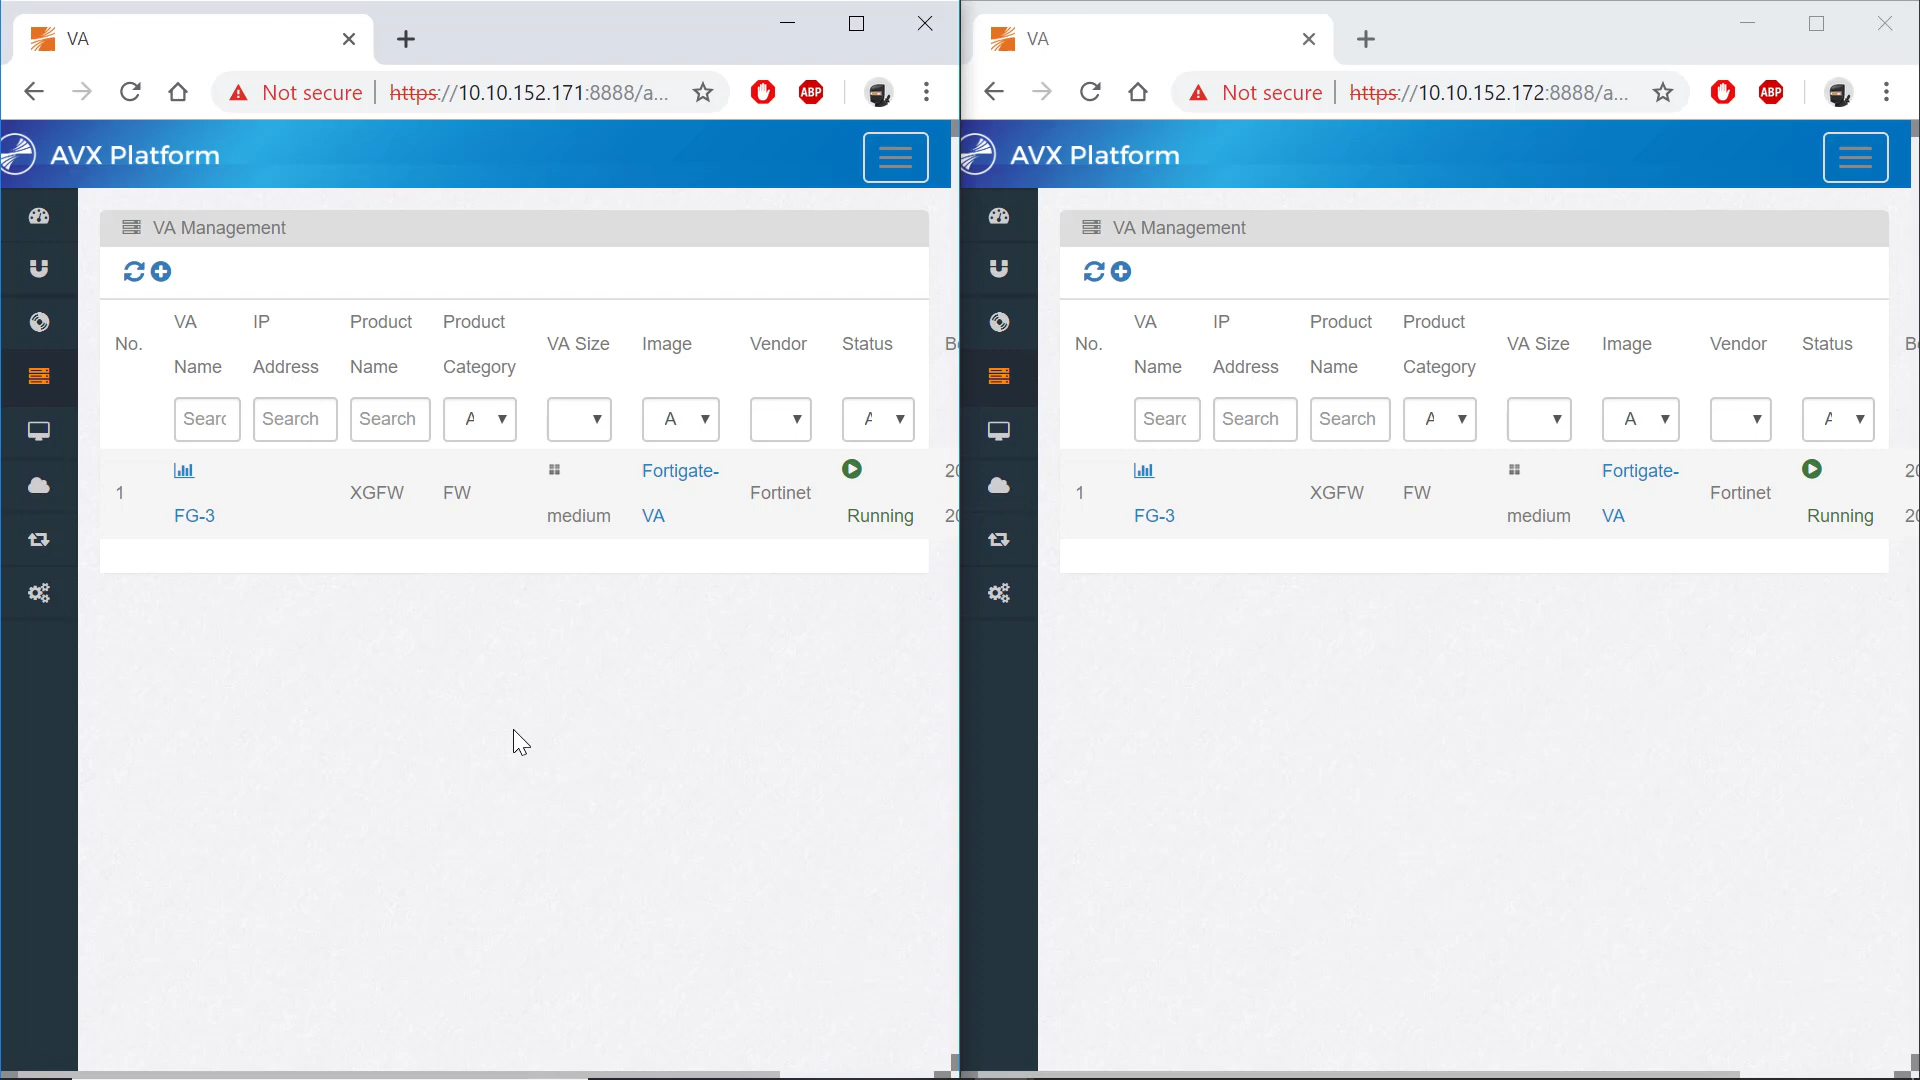 VA
Not secure
https://10.10.152.171:8888/a...
ABP
AVX Platform
VA Management
No.
VA
Name
IP
Address
Product
Name
Product
Category
VA Size
Image
Vendor
Status
Search
Search
A
A
1
FG-3
XGFW
FW
medium
Fortigate-
VA
Fortinet
Running
VA
Not secure
https://10.10.152.172:8888/a...
ABP
AVX Platform
VA Management
No.
VA
Name
IP
Address
Product
Name
Product
Category
VA Size
Image
Vendor
Status
Search
Search
A
A
1
FG-3
XGFW
FW
medium
Fortigate-
VA
Fortinet
Running